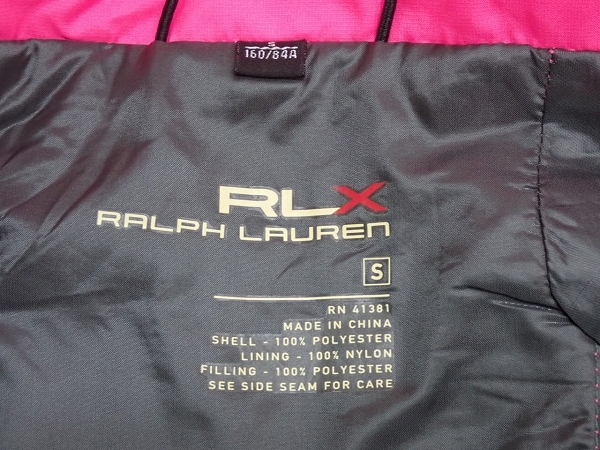 S
160/84A
RLX
RALPH LAUREN
S
RN 41381
MADE IN CHINA
SHELL - 100% POLYESTER
LINING - 100% NYLON
FILLING - 100% POLYESTER
SEE SIDE SEAM FOR CARE